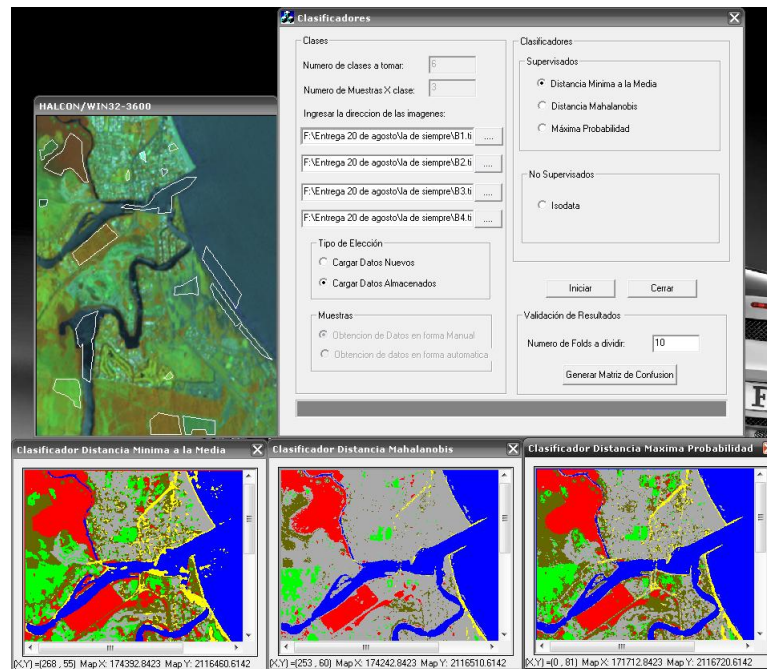 Clasificadores
Clases
Numero de clases a tomar:
6
Numero de Muestras X clase:
3
Ingresar la direccion de las imagenes:
F:\Entrega 20 de agosto\la de siempre\B1.ti
....
F:\Entrega 20 de agosto\la de siempre\B2.ti
....
F:\Entrega 20 de agosto\la de siempre\B3.ti
....
F:\Entrega 20 de agosto\la de siempre\B4.ti
....
Tipo de Elección
Cargar Datos Nuevos
Cargar Datos Almacenados
Muestras
Obtencion de Datos en forma Manual
Obtencion de datos en forma automatica
Clasificadores
Supervisados
Distancia Minima a la Media
Distancia Mahalanobis
Máxima Probabilidad
No Supervisados
Isodata
Iniciar
Cerrar
Validación de Resultados
Numero de Folds a dividir:
10
Generar Matriz de Confusion
HALCON/WIN32-3600
F
Clasificador Distancia Minima a la Media
(X,Y) =(268 , 55) Map X: 174392.8423 Map Y: 2116460.6142
Clasificador Distancia Mahalanobis
(X,Y) =(253 , 60) Map X: 174242.8423 Map Y: 2116510.6142
Clasificador Distancia Maxima Probabilidad
(X,Y) =(0 , 81) Map X: 171712.8423 Map Y: 2116720.6142